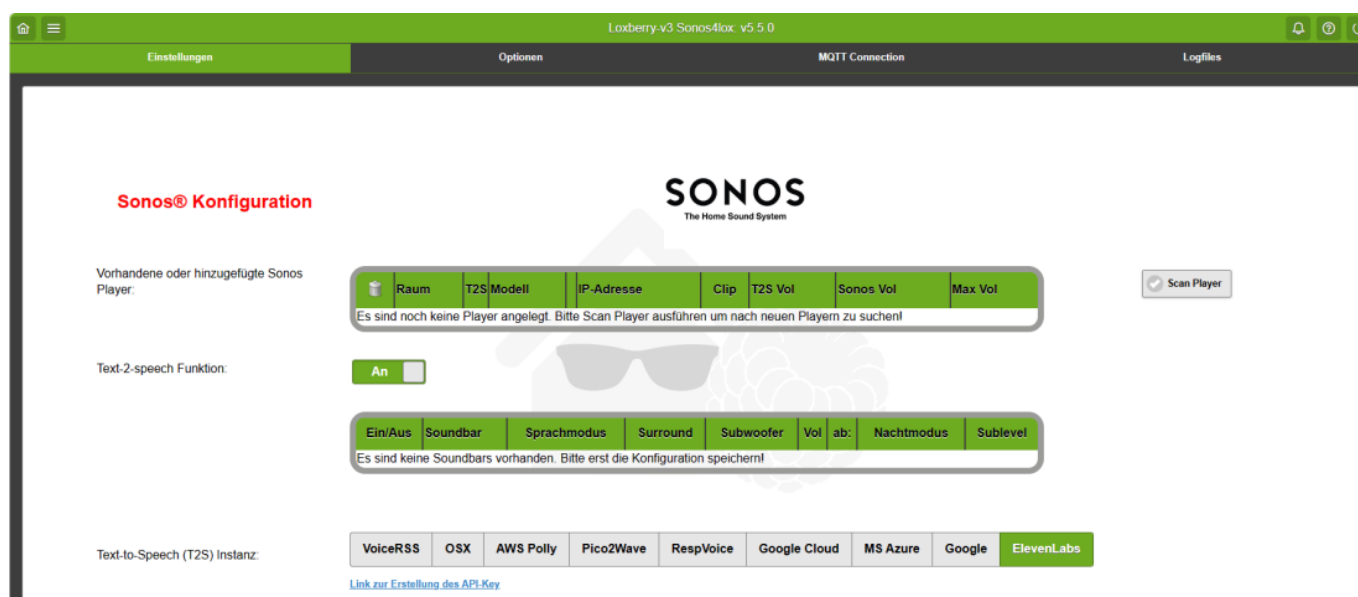 Loxberry-v3 Sonos4lox: v5.5.0
Einstellungen Optionen MQTT Connection Logfiles
SONOS
The Home Sound System
Sonos® Konfiguration
Vorhandene oder hinzugefügte Sonos
Player:
Raum T2S Modell IP-Adresse Clip T2S Vol Sonos Vol Max Vol
Scan Player
Es sind noch keine Player angelegt. Bitte Scan Player ausführen um nach neuen Playern zu suchen!
Text-2-speech Funktion:
An
Ein/Aus Soundbar Sprachmodus Surround Subwoofer Vol ab: Nachtmodus Sublevel
Es sind keine Soundbars vorhanden. Bitte erst die Konfiguration speichern!
Text-to-Speech (T2S) Instanz:
VoiceRSS OSX AWS Polly Pico2Wave RespVoice Google Cloud MS Azure Google ElevenLabs
Link zur Erstellung des API-Key